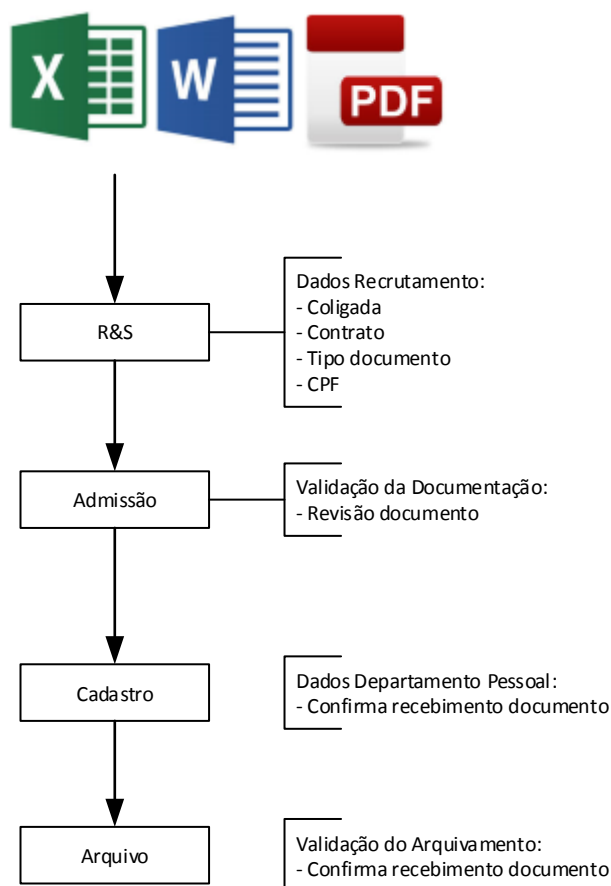 X
W
PDF
R&S
Dados Recrutamento:
- Coligada
- Contrato
- Tipo documento
- CPF
Admissão
Validação da Documentação:
- Revisão documento
Cadastro
Dados Departamento Pessoal:
- Confirma recebimento documento
Arquivo
Validação do Arquivamento:
- Confirma recebimento documento